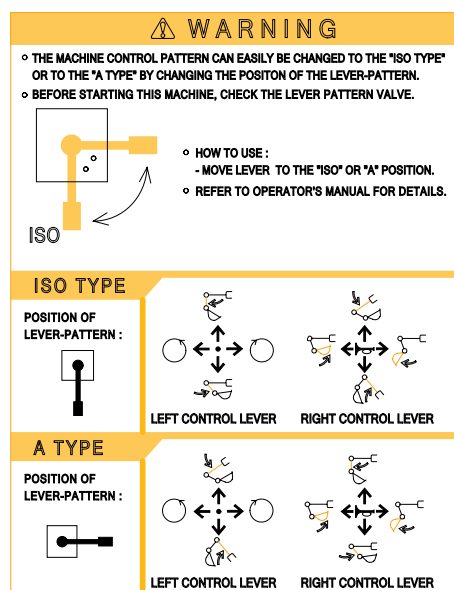 WARNING
THE MACHINE CONTROL PATTERN CAN EASILY BE CHANGED TO THE "ISO TYPE"
OR TO THE "A TYPE" BY CHANGING THE POSITON OF THE LEVER-PATTERN.
BEFORE STARTING THIS MACHINE, CHECK THE LEVER PATTERN VALVE.
HOW TO USE :
- MOVE LEVER TO THE "ISO" OR "A" POSITION.
REFER TO OPERATOR'S MANUAL FOR DETAILS.
ISO
ISO TYPE
POSITION OF
LEVER-PATTERN :
LEFT CONTROL LEVER
RIGHT CONTROL LEVER
A TYPE
POSITION OF
LEVER-PATTERN :
LEFT CONTROL LEVER
RIGHT CONTROL LEVER